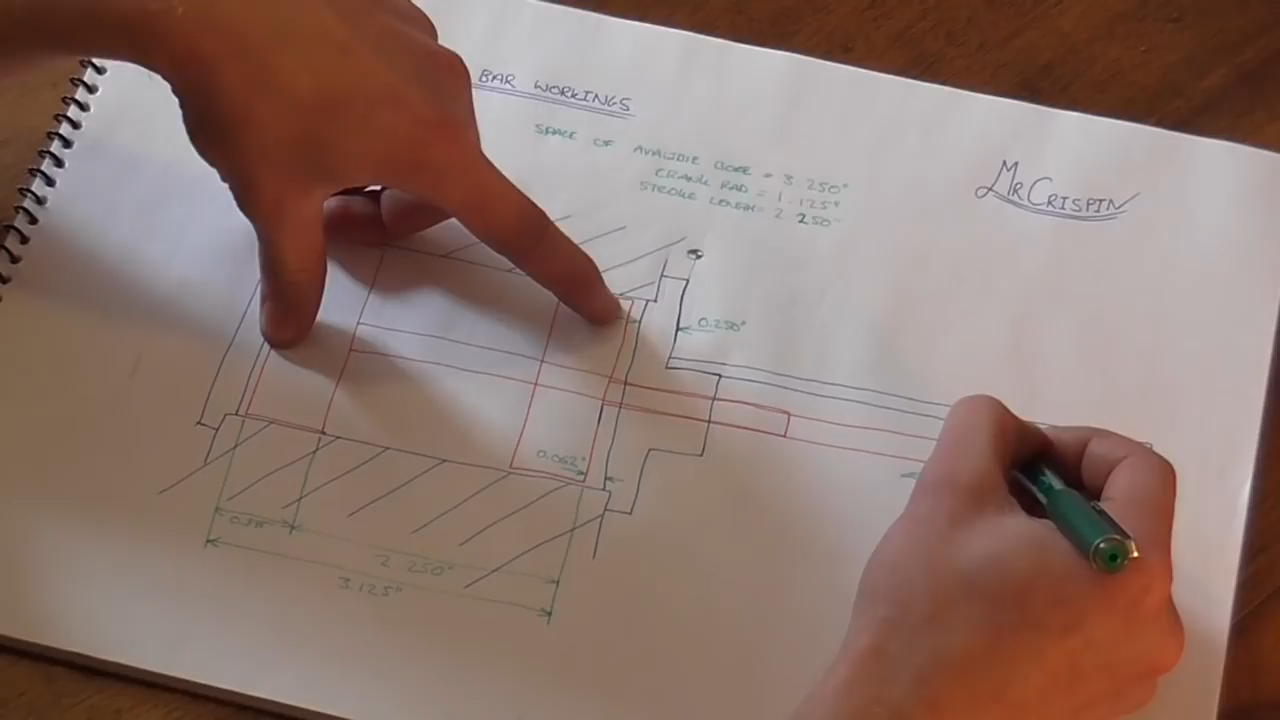 BAR WORKINGS
SPACE OF AVALIBLE BORE = 3.250"
CRANK RAD = 1.125"
STROKE LENGTH = 2.250"
MRCRISPIN
0.250"
0.062"
2.250"
3.125"